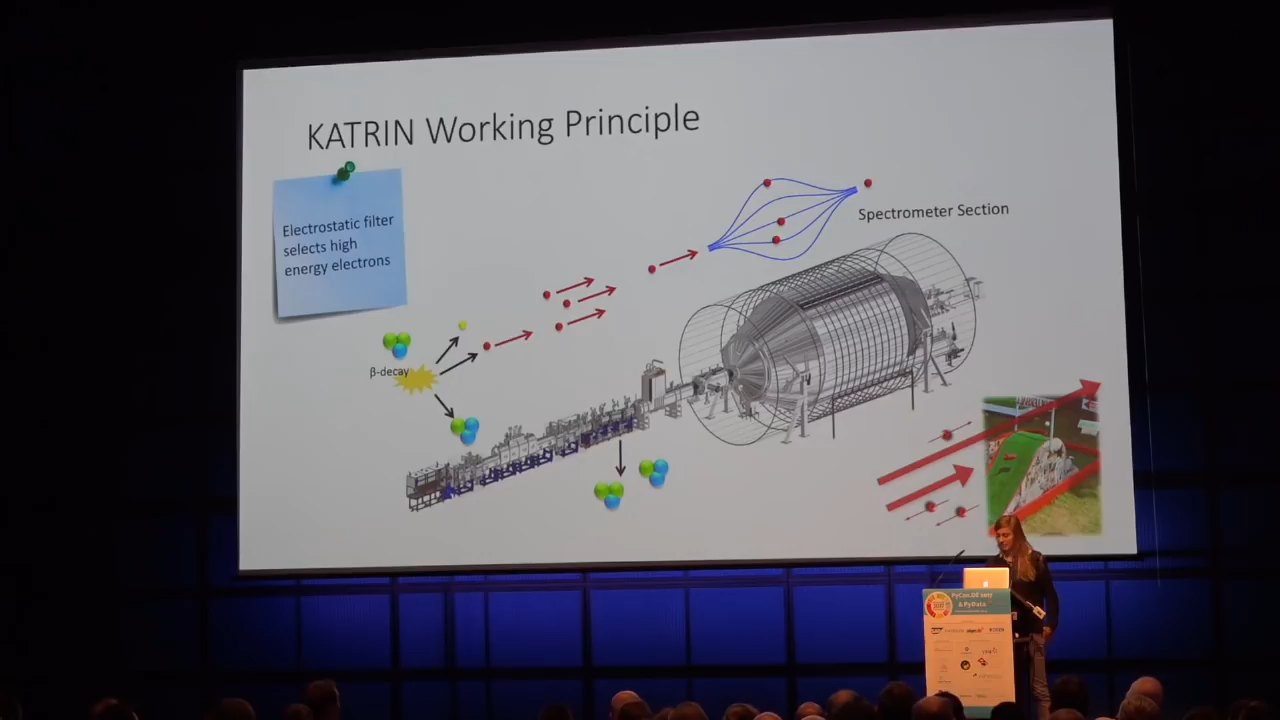 KATRIN Working Principle
Electrostatic filter
selects high
energy electrons
Spectrometer Section
β-decay
PyCon.DE 2017
& PyData